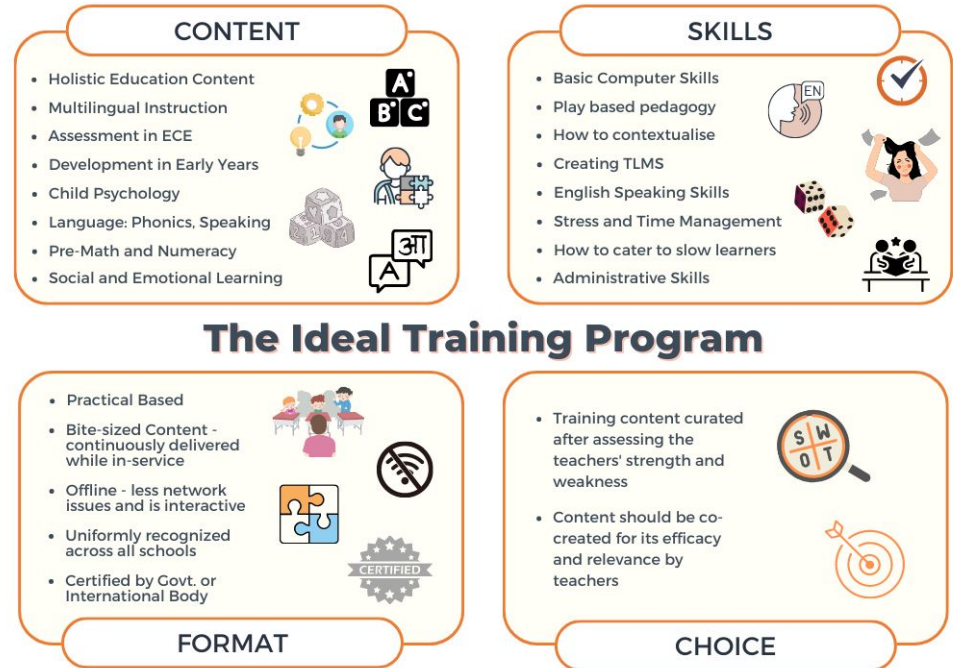 CONTENT
• Holistic Education Content
• Multilingual Instruction
• Assessment in ECE
• Development in Early Years
• Child Psychology
• Language: Phonics, Speaking
• Pre-Math and Numeracy
• Social and Emotional Learning
A
B C
आ
A
SKILLS
• Basic Computer Skills
• Play based pedagogy
• How to contextualise
• Creating TLMS
• English Speaking Skills
• Stress and Time Management
• How to cater to slow learners
• Administrative Skills
EN
The Ideal Training Program
• Practical Based
• Bite-sized Content -
continuously delivered
while in-service
• Offline - less network
issues and is interactive
• Uniformly recognized
across all schools
• Certified by Govt. or
International Body
CERTIFIED
FORMAT
• Training content curated
after assessing the
teachers' strength and
weakness
• Content should be co-
created for its efficacy
and relevance by
teachers
S W
O T
CHOICE